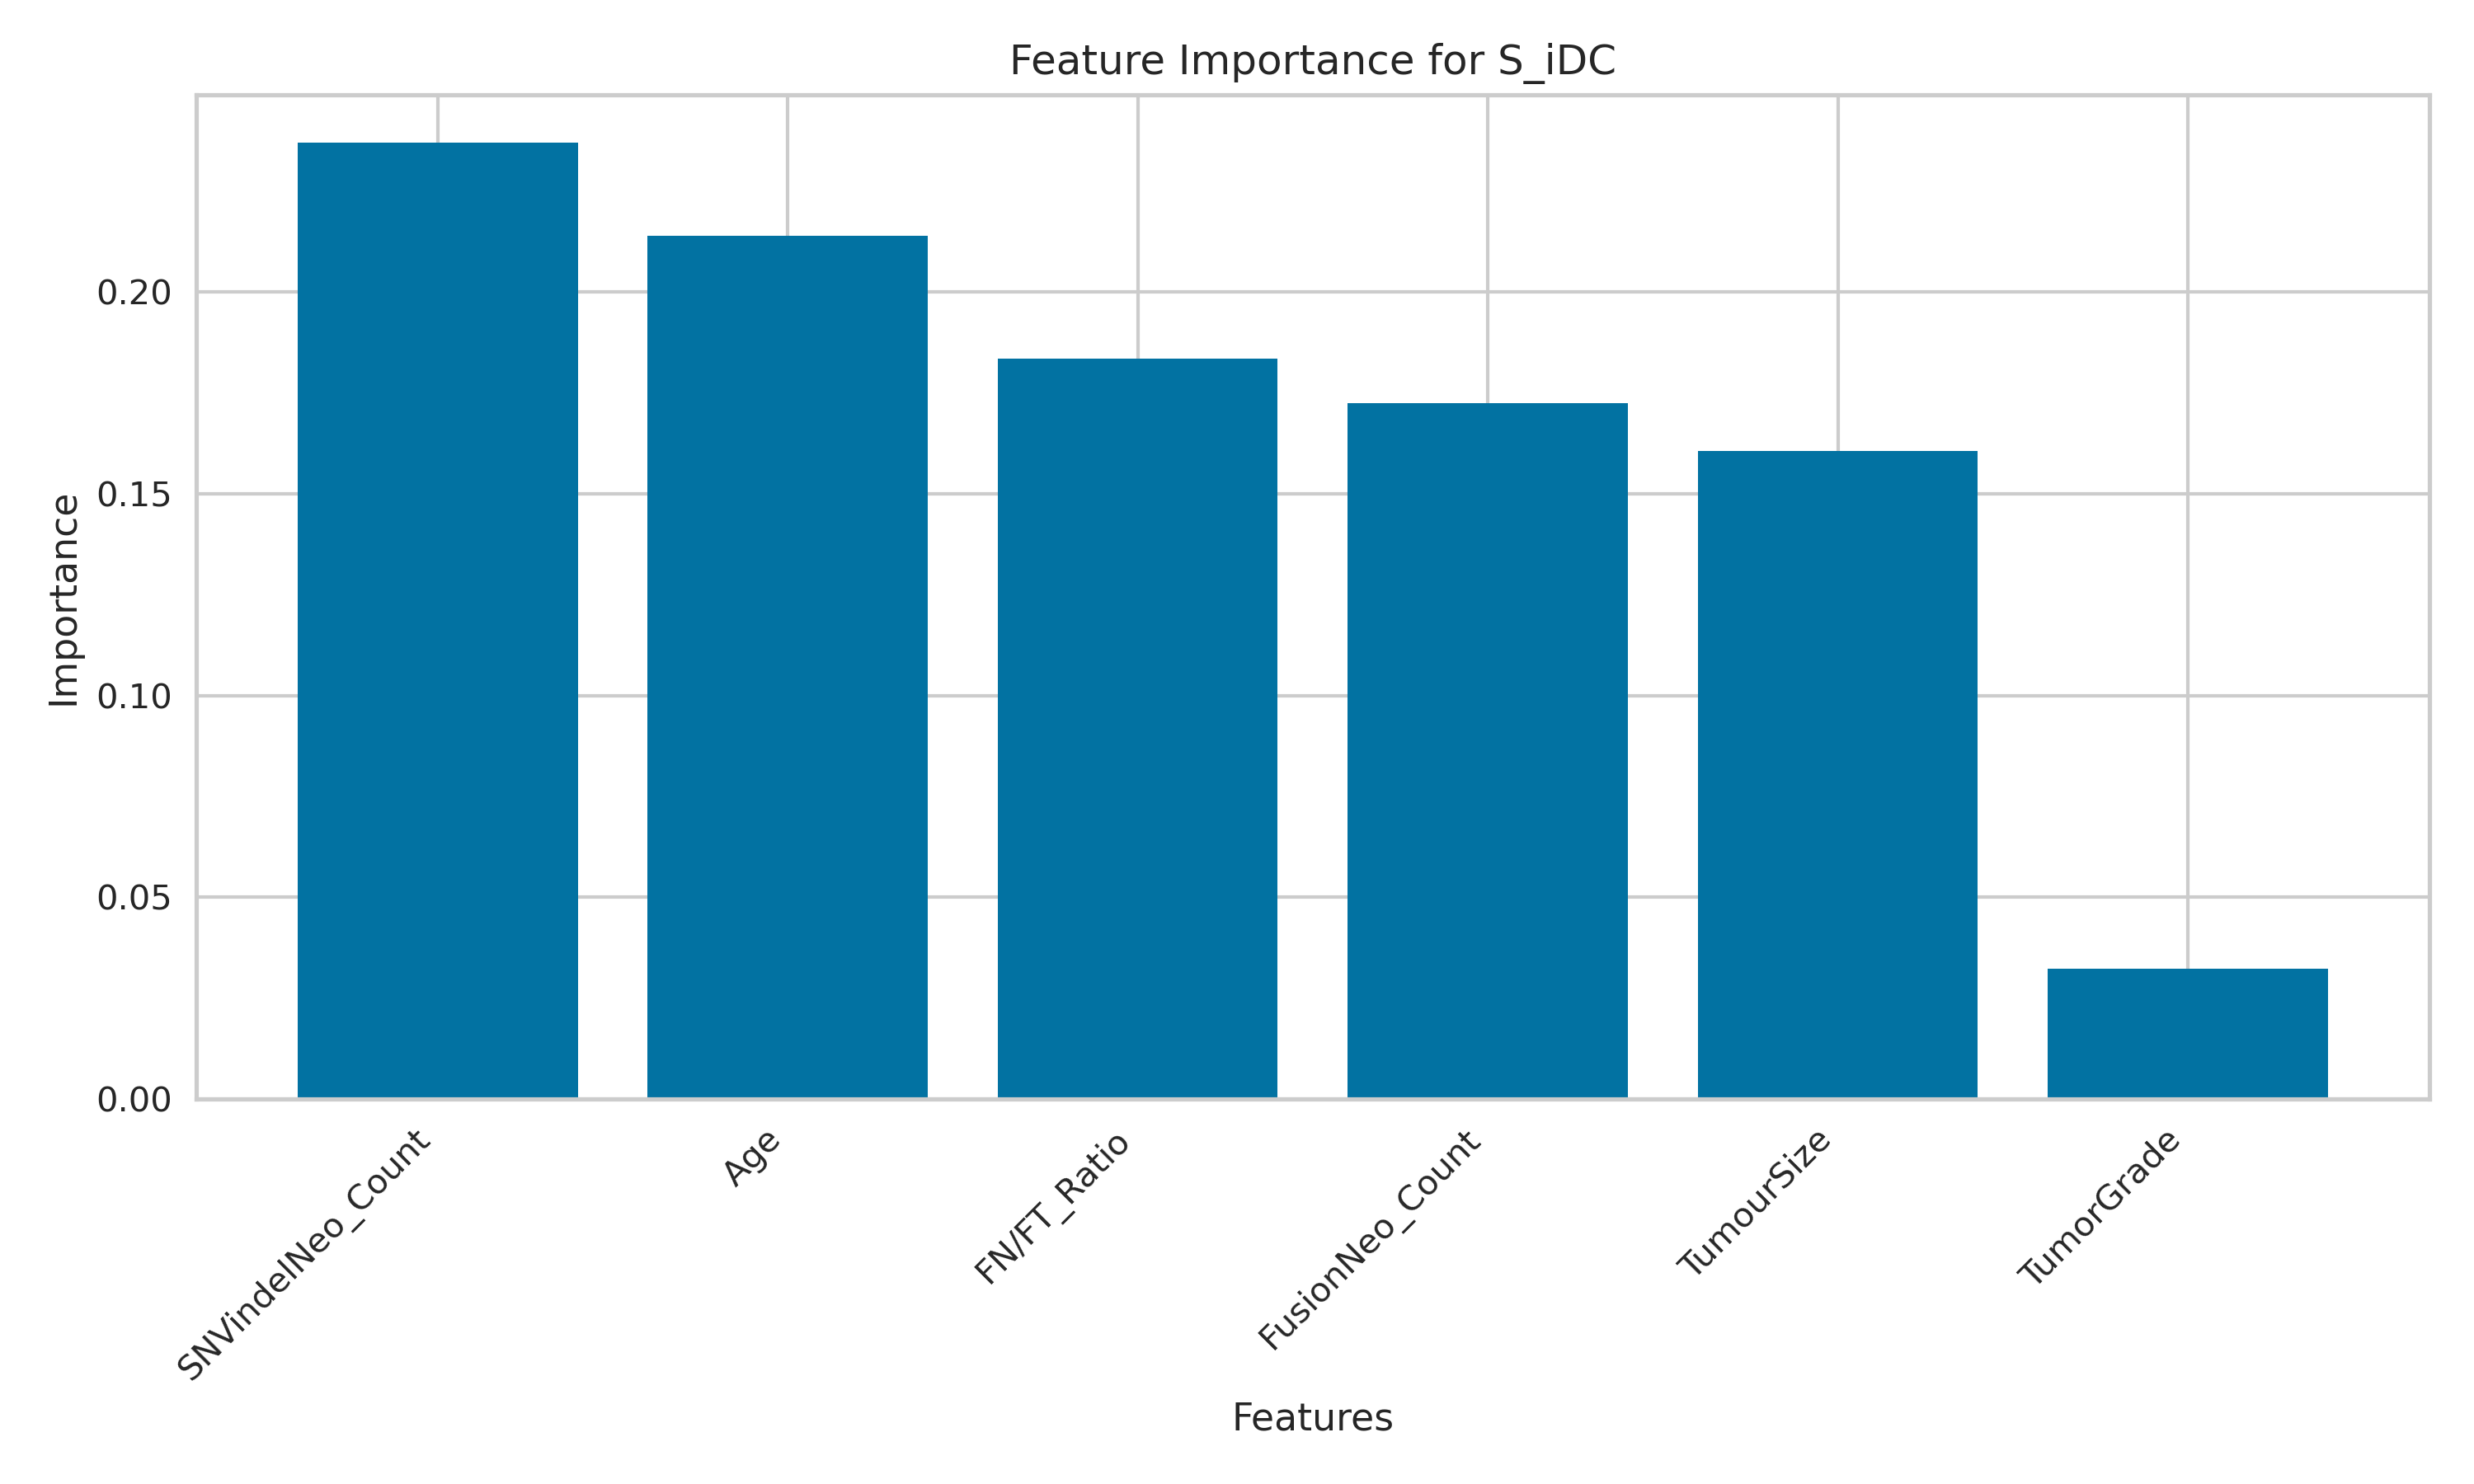 Feature Importance for S_iDC
Importance
0.20
0.15
0.10
0.05
0.00
SNVindelNeo_Count
Age
FN/FT_Ratio
FusionNeo_Count
TumourSize
TumorGrade
Features